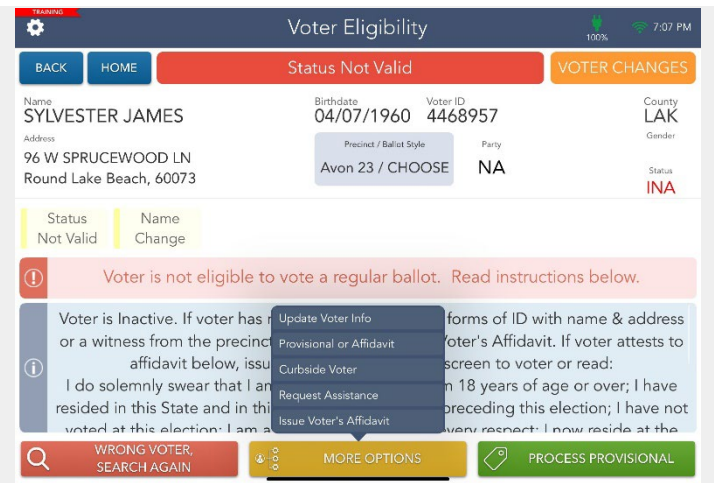 TRAINING
Voter Eligibility
100%
7:07 PM
BACK
HOME
Status Not Valid
VOTER CHANGES
Name
SYLVESTER JAMES
Birthdate
04/07/1960
Voter ID
4468957
County
LAK
Address
96 W SPRUCEWOOD LN
Round Lake Beach, 60073
Precinct / Ballot Style
Avon 23 / CHOOSE
Party
NA
Gender
Status
INA
Status
Not Valid
Name
Change
Voter is not eligible to vote a regular ballot. Read instructions below.
Voter is Inactive. If voter has forms of ID with name & address
or a witness from the precinct Voter's Affidavit. If voter attests to
affidavit below, issu screen to voter or read:
I do solemnly swear that I am 18 years of age or over; I have
resided in this State and in thi preceding this election; I have not
voted at this election; I am a every respect; I now reside at the
Update Voter Info
Provisional or Affidavit
Curbside Voter
Request Assistance
Issue Voter's Affidavit
WRONG VOTER,
SEARCH AGAIN
MORE OPTIONS
PROCESS PROVISIONAL